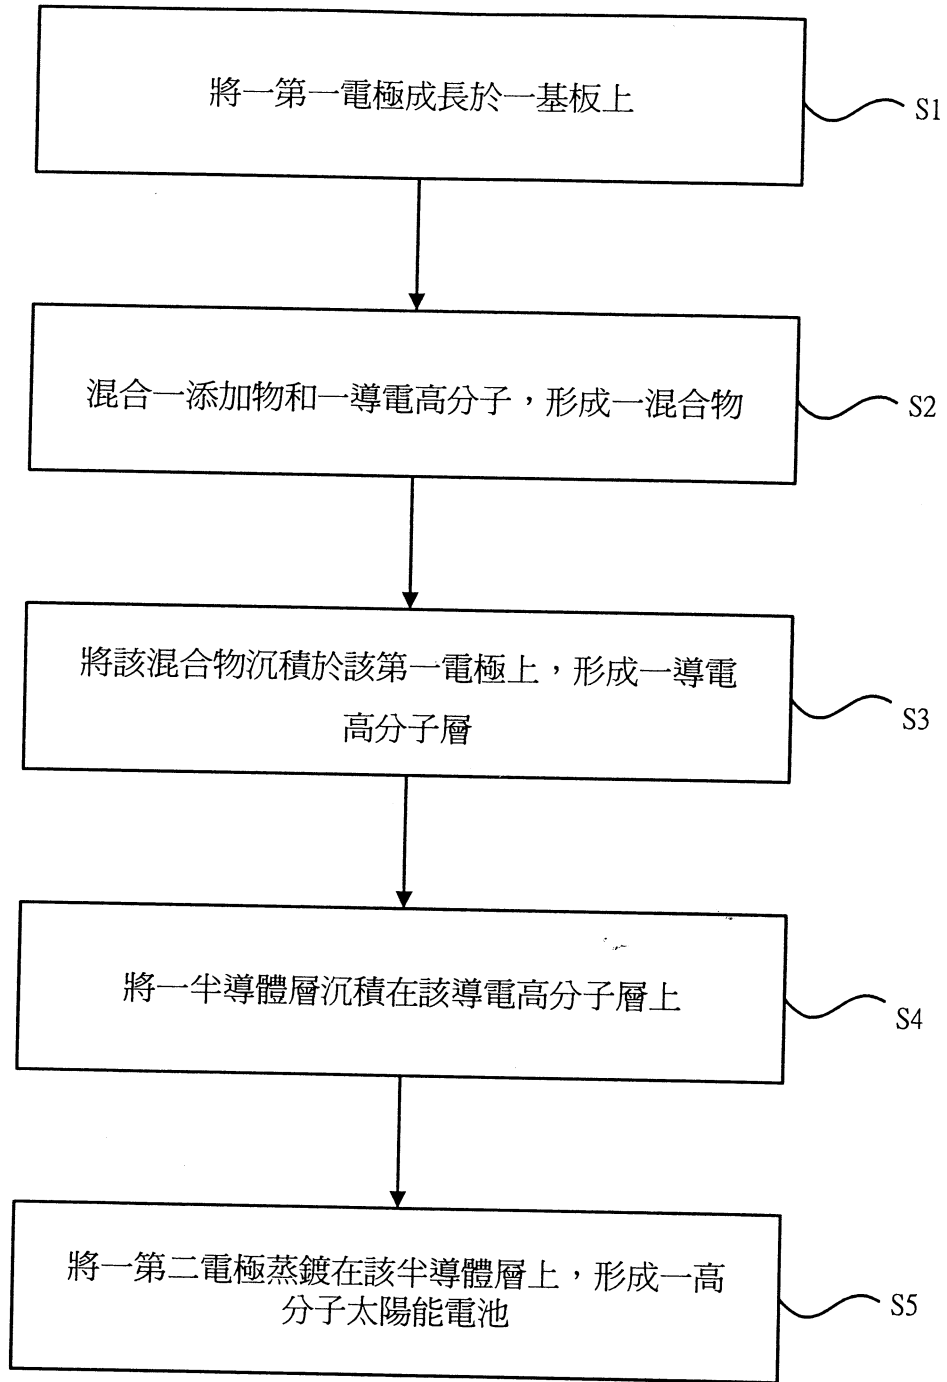 將一第一電極成長於一基板上
S1
混合一添加物和一導電高分子，形成一混合物
S2
將該混合物沉積於該第一電極上，形成一導電
高分子層
S3
將一半導體層沉積在該導電高分子層上
S4
將一第二電極蒸鍍在該半導體層上，形成一高
分子太陽能電池
S5